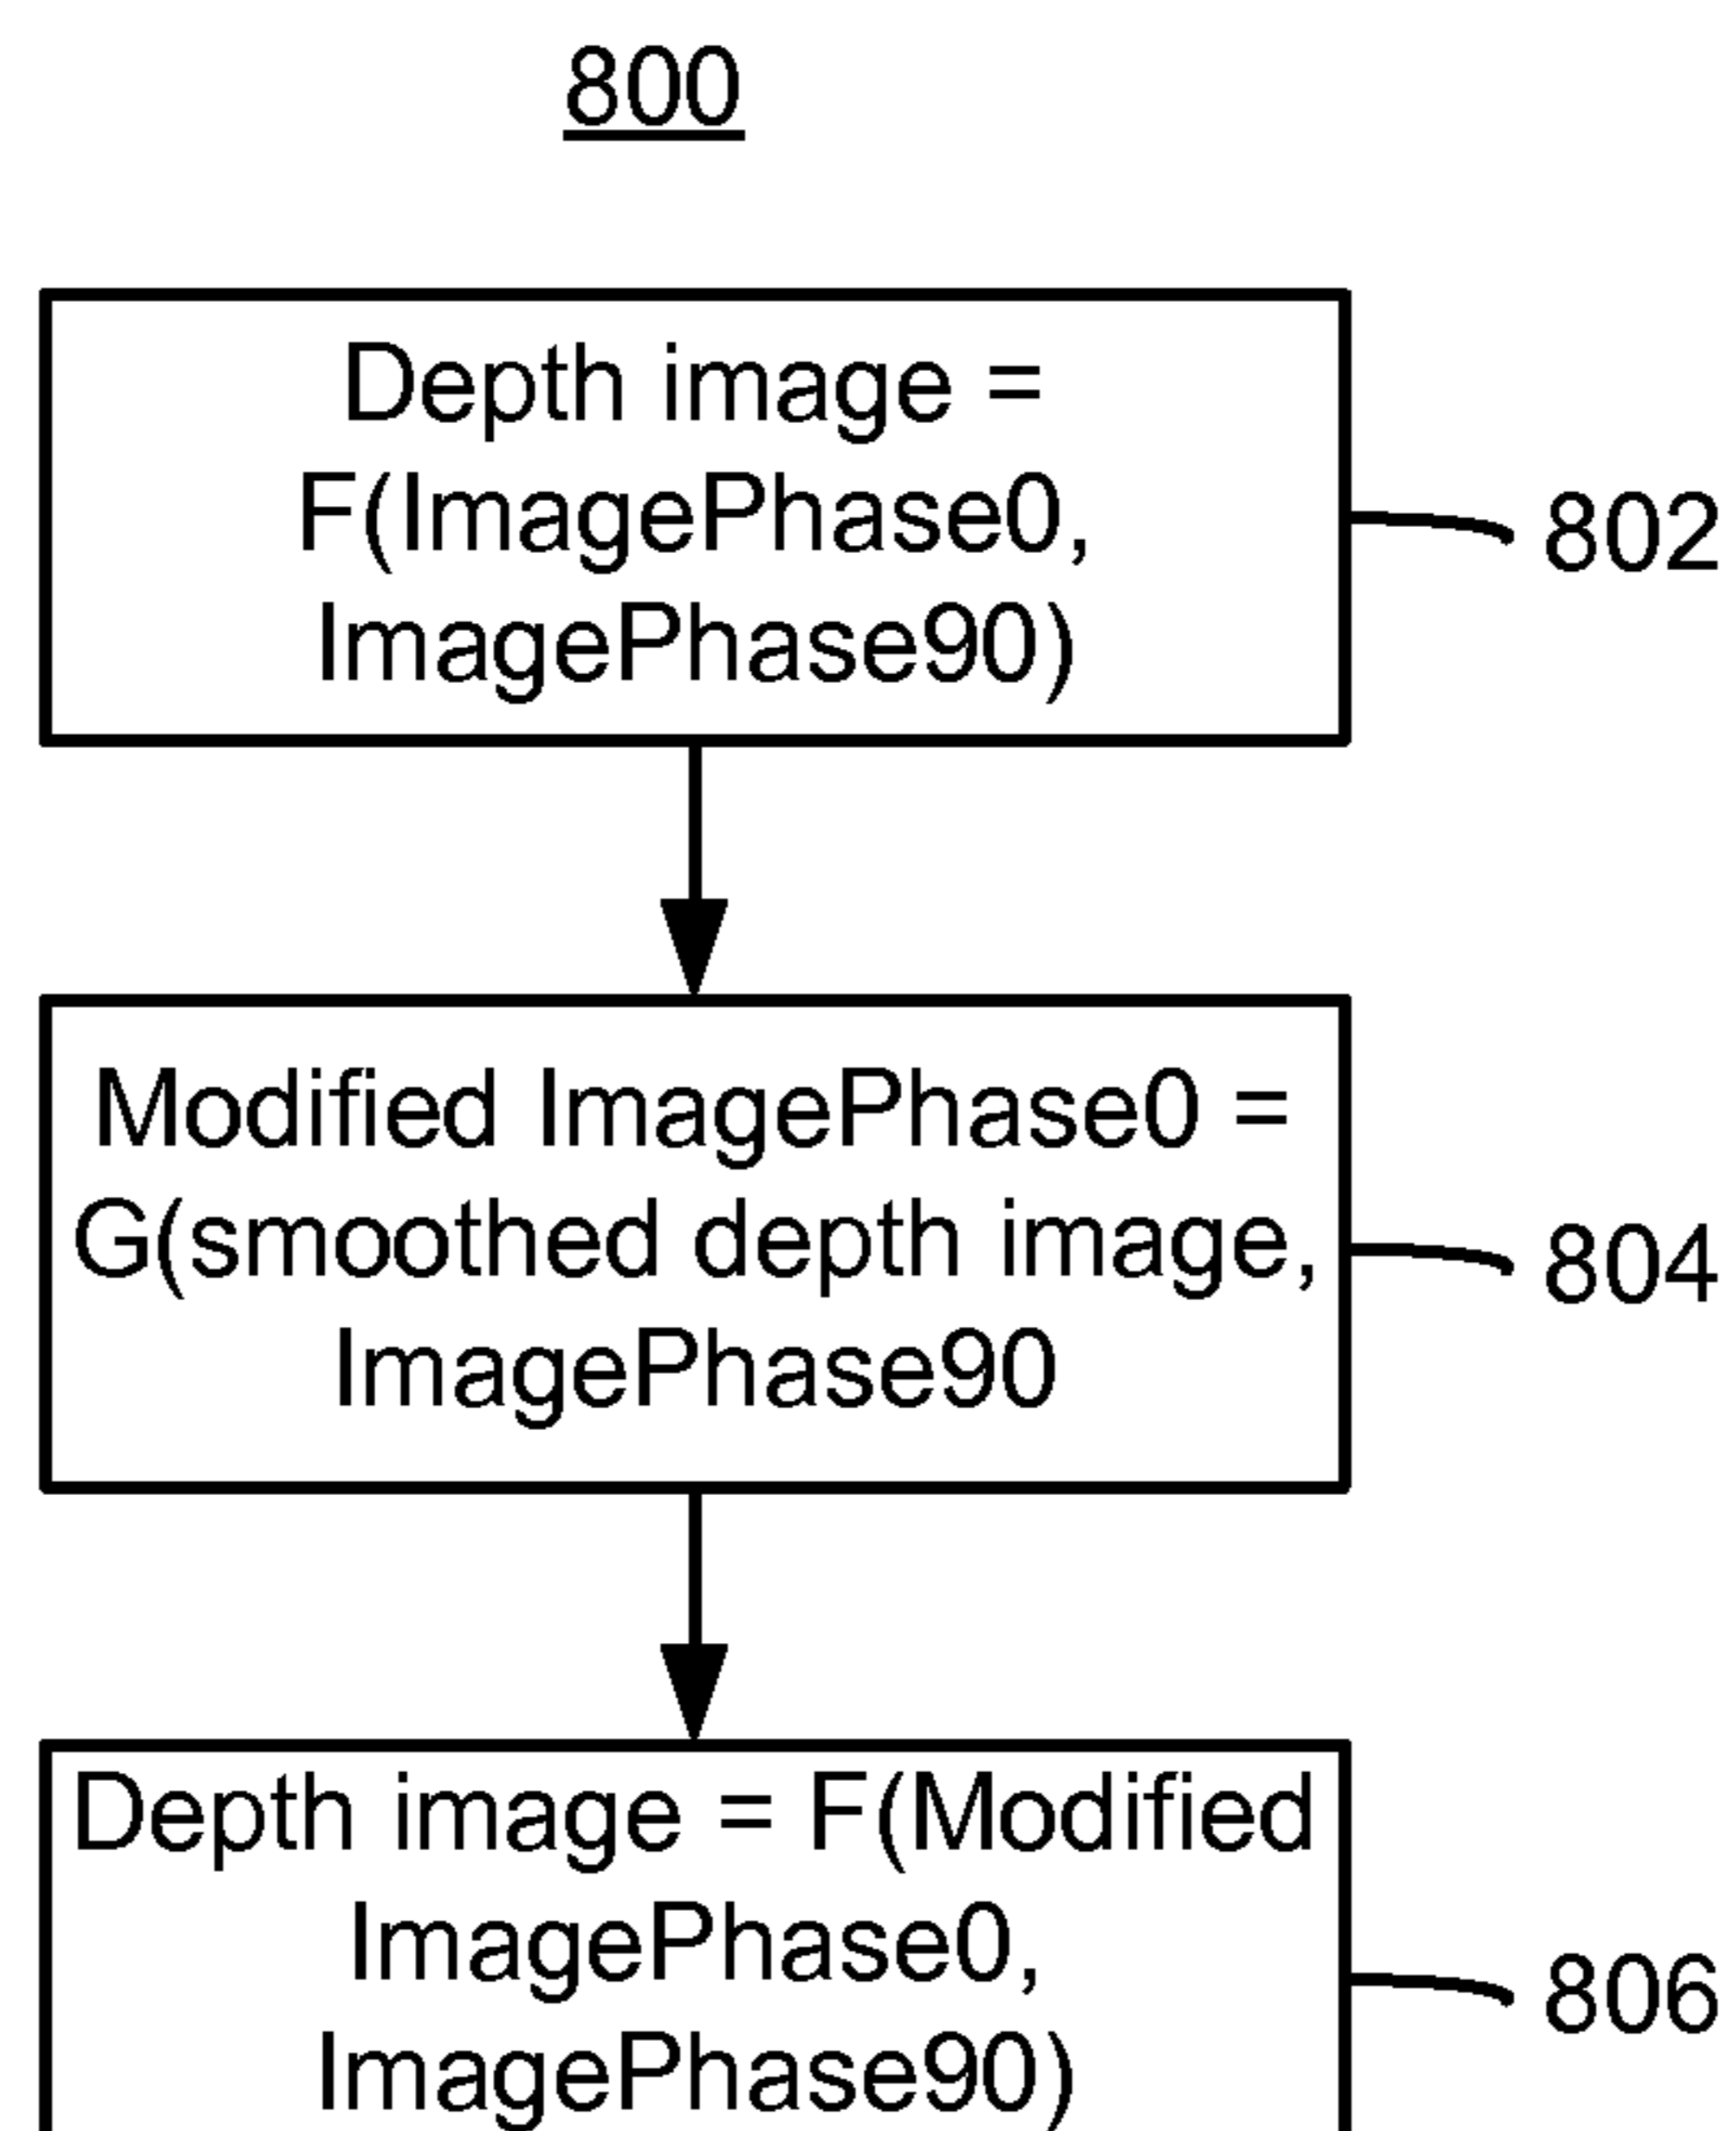 800
Depth image =
F(ImagePhase0,
ImagePhase90)
802
Modified ImagePhase0 =
G(smoothed depth image,
ImagePhase90
804
Depth image = F(Modified
ImagePhase0,
ImagePhase90)
806